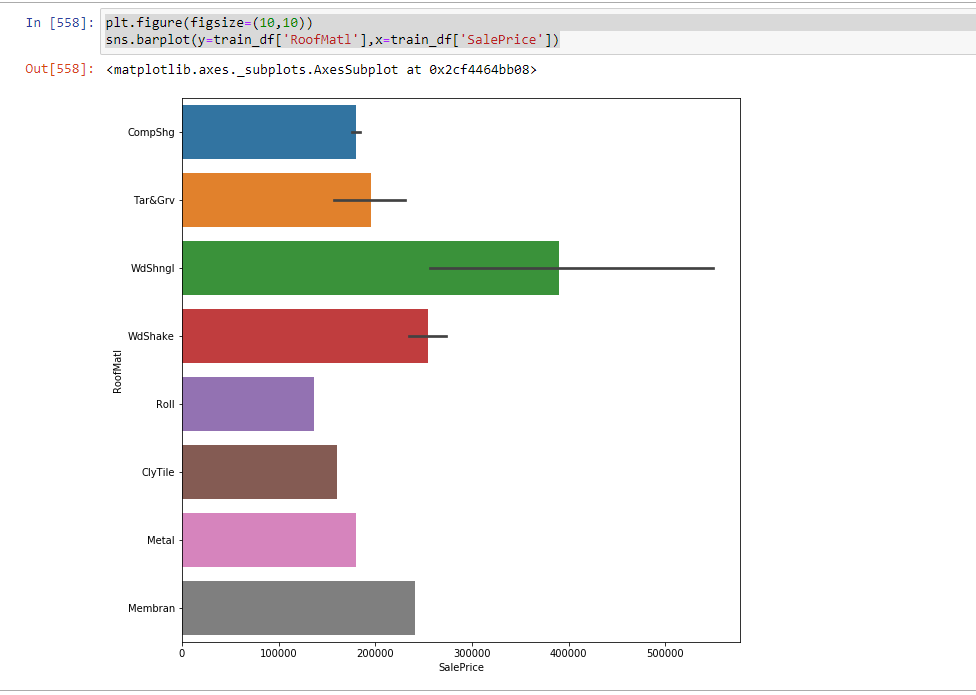 In [558]: plt.figure(figsize=(10,10))
sns.barplot(y=train_df['RoofMatl'],x=train_df['SalePrice'])
Out[558]: <matplotlib.axes._subplots.AxesSubplot at 0x2cf4464bb08>
CompShg
Tar&Grv
WdShngl
WdShake
RoofMatl
Roll
ClyTile
Metal
Membran
0 100000 200000 300000 400000 500000
SalePrice